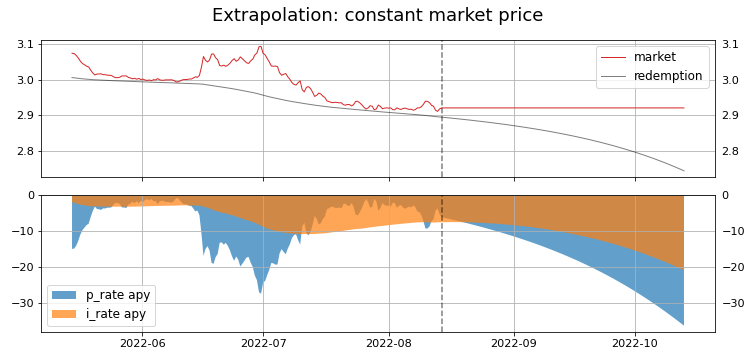 Extrapolation: constant market price
3.1 3.1
3.0 3.0
2.9 2.9
2.8 2.8
market
redemption
0 0
−10 −10
−20 −20
−30 −30
p_rate apy
i_rate apy
2022-06 2022-07 2022-08 2022-09 2022-10